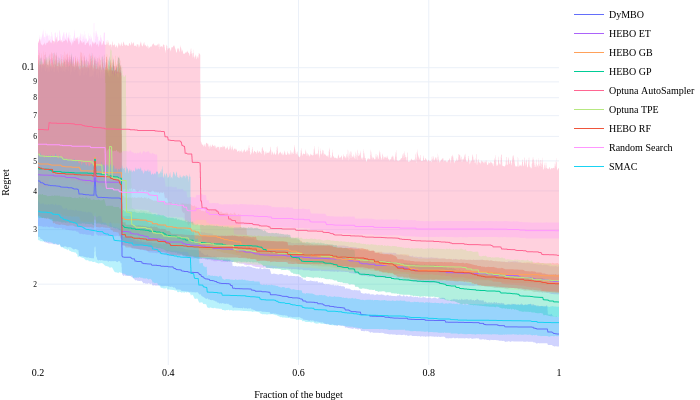 0.1
9
8
7
6
5
4
3
2
Regret
0.2
0.4
0.6
0.8
1
Fraction of the budget
DyMBO
HEBO ET
HEBO GB
HEBO GP
Optuna AutoSampler
Optuna TPE
HEBO RF
Random Search
SMAC